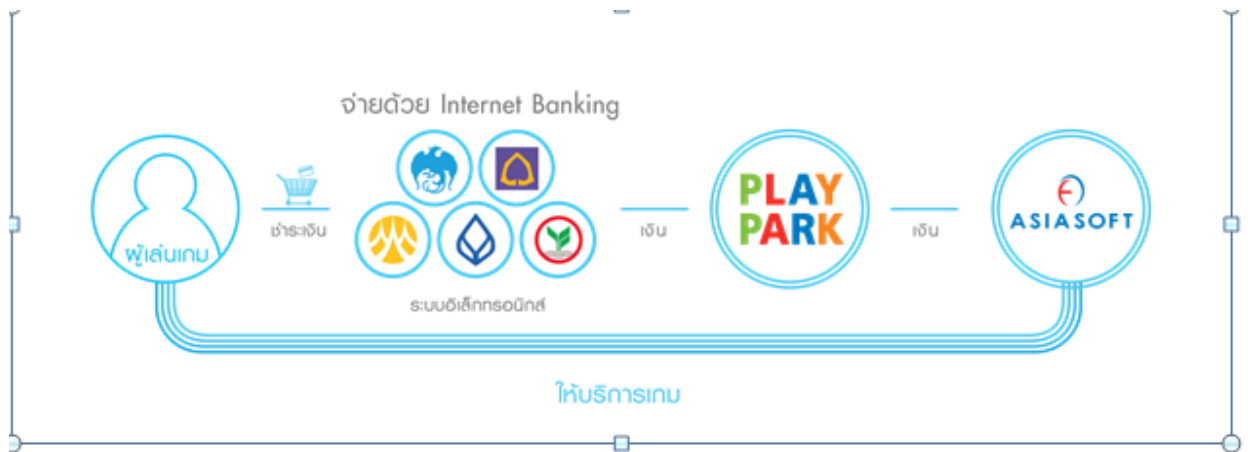 จ่ายด้วย Internet Banking
ผู้เล่นเกม
ชำระเงิน
ระบบอิเล็กทรอนิกส์
เงิน
PLAY
PARK
เงิน
ASIASOFT
ให้บริการเกม